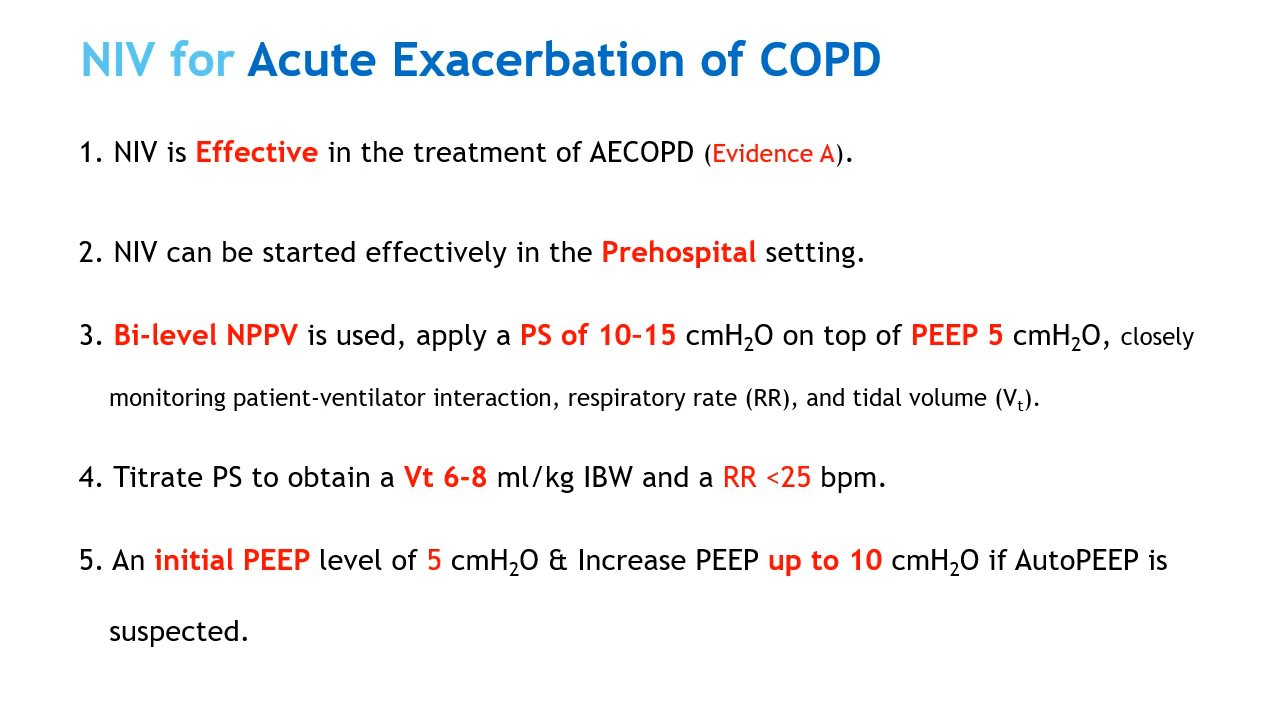 NIV for Acute Exacerbation of COPD
1. NIV is Effective in the treatment of AECOPD (Evidence A).
2. NIV can be started effectively in the Prehospital setting.
3. Bi-level NPPV is used, apply a PS of 10–15 cmH₂O on top of PEEP 5 cmH₂O, closely
monitoring patient-ventilator interaction, respiratory rate (RR), and tidal volume (Vₜ).
4. Titrate PS to obtain a Vt 6-8 ml/kg IBW and a RR <25 bpm.
5. An initial PEEP level of 5 cmH₂O & Increase PEEP up to 10 cmH₂O if AutoPEEP is
suspected.